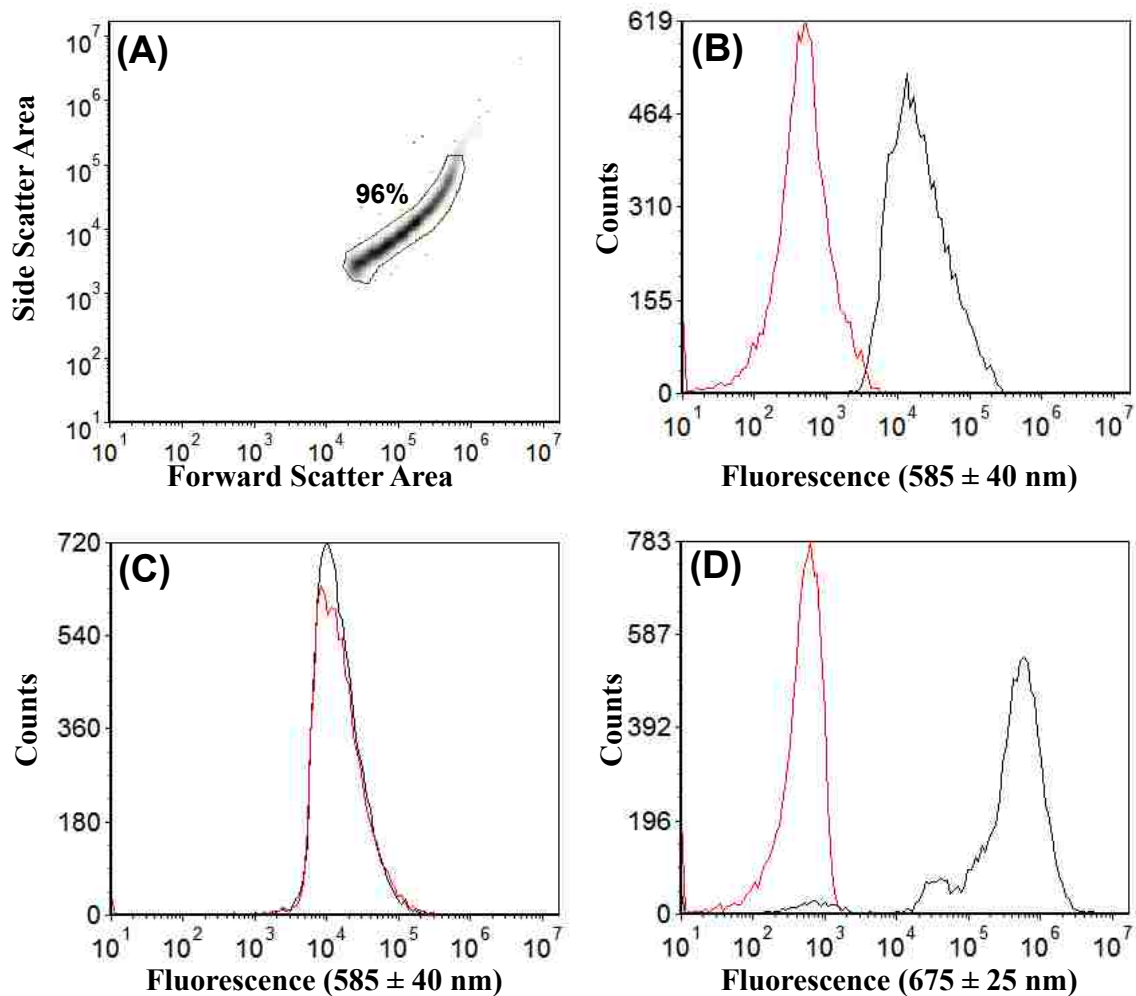 (A)
10^7
10^6
10^5
10^4
10^3
10^2
10^1
96%
Side Scatter Area
10^1 10^2 10^3 10^4 10^5 10^6 10^7
Forward Scatter Area
(B)
619
464
310
155
0
Counts
10^1 10^2 10^3 10^4 10^5 10^6 10^7
Fluorescence (585 ± 40 nm)
(C)
720
540
360
180
0
Counts
10^1 10^2 10^3 10^4 10^5 10^6 10^7
Fluorescence (585 ± 40 nm)
(D)
783
587
392
196
0
Counts
10^1 10^2 10^3 10^4 10^5 10^6 10^7
Fluorescence (675 ± 25 nm)